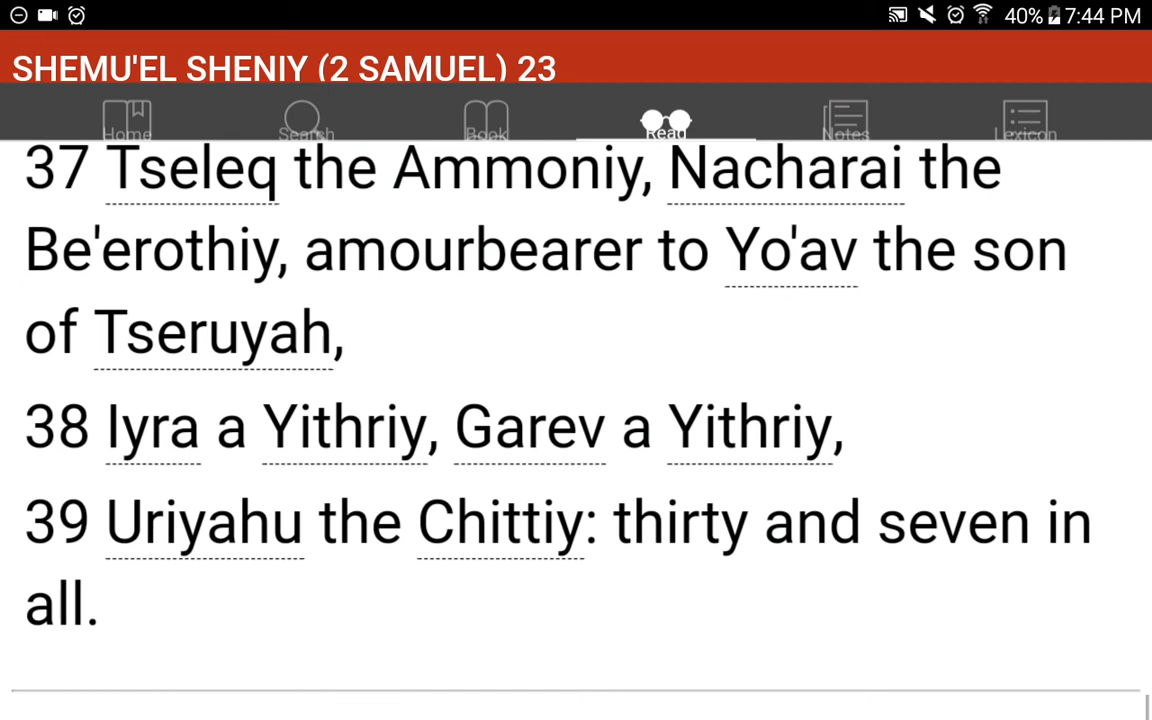 40% 7:44 PM
SHEMU'EL SHENIY (2 SAMUEL) 23
Home Search Book Read Notes Lexicon
37 Tseleq the Ammoniy, Nacharai the
Be'erothiy, amourbearer to Yo'av the son
of Tseruyah,
38 Iyra a Yithriy, Garev a Yithriy,
39 Uriyahu the Chittiy: thirty and seven in
all.